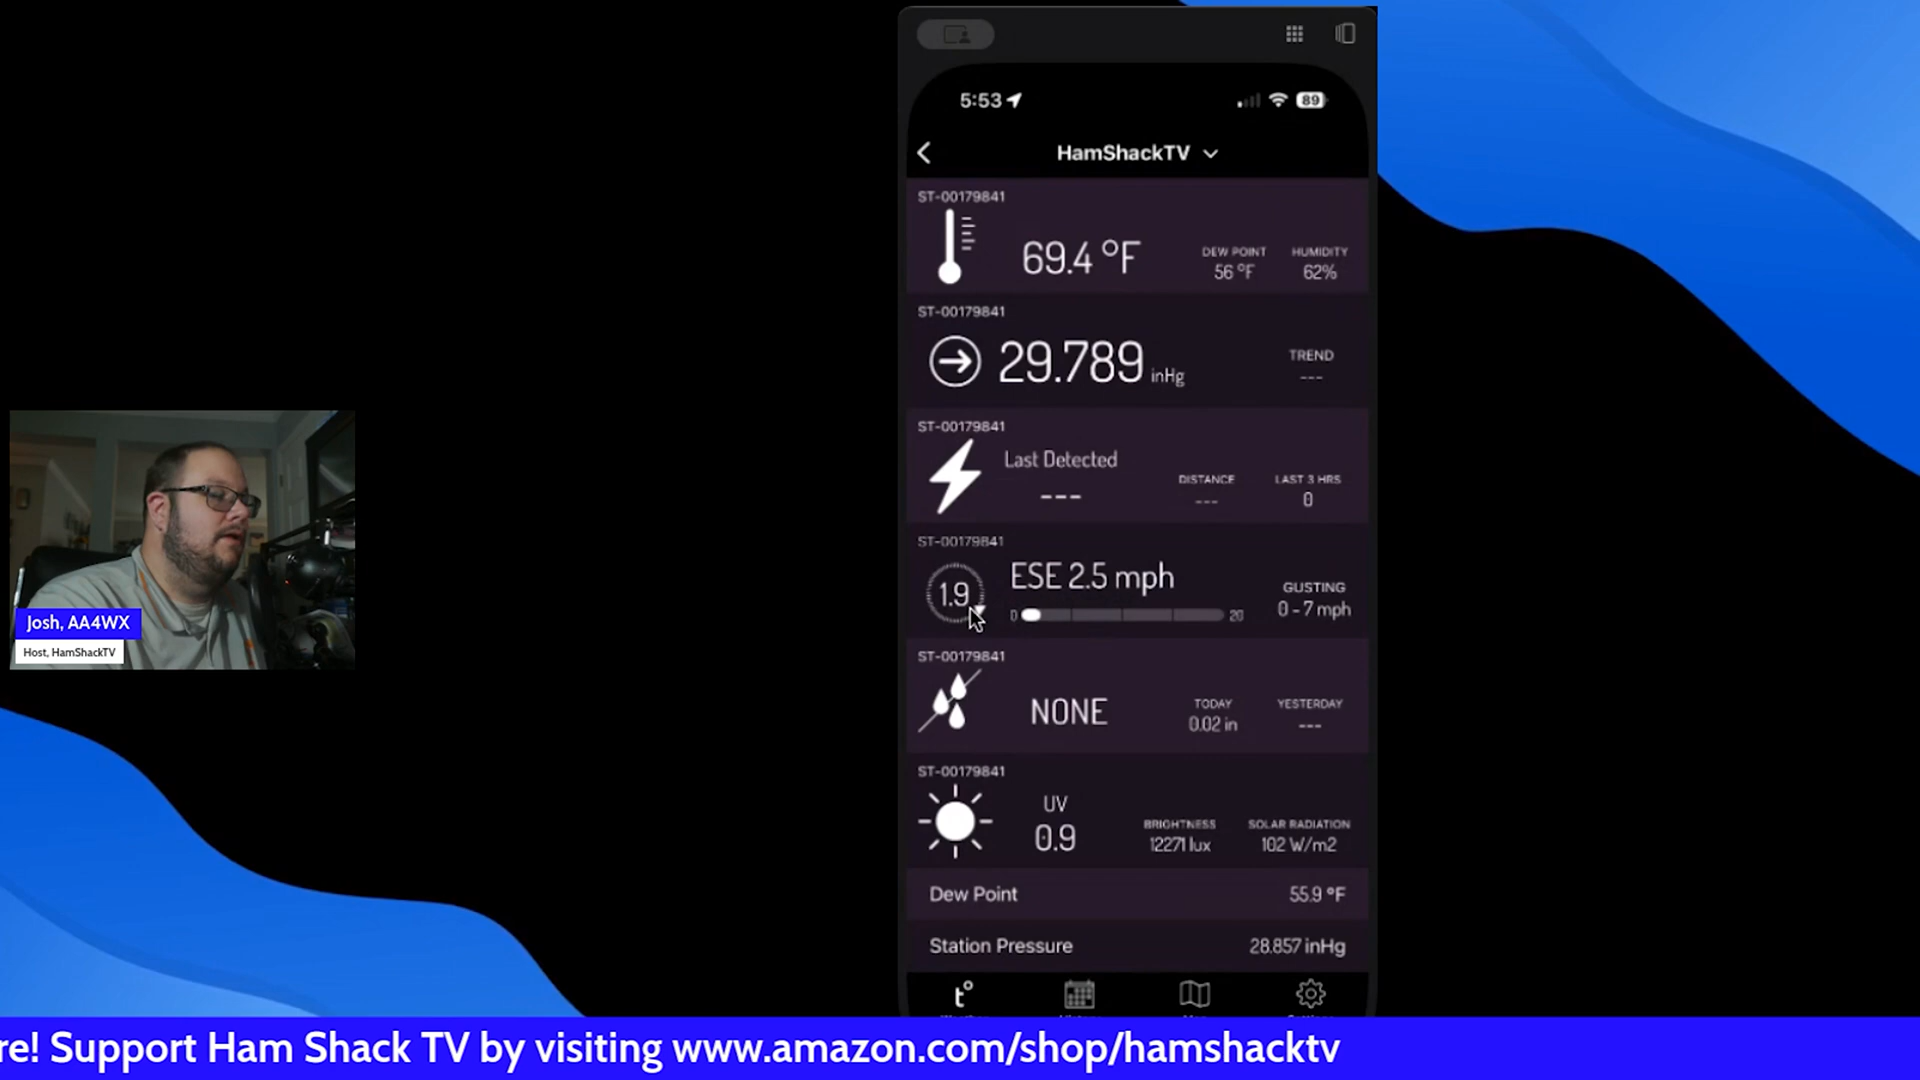 5:53
89
HamShackTV
ST-00179841
69.4 °F
DEW POINT
56 °F
HUMIDITY
62%
ST-00179841
29.789 inHg
TREND
---
ST-00179841
Last Detected
---
DISTANCE
---
LAST 3 HRS
0
ST-00179841
1.9
ESE 2.5 mph
0
20
GUSTING
0 - 7 mph
ST-00179841
NONE
TODAY
0.02 in
YESTERDAY
---
ST-00179841
UV
0.9
BRIGHTNESS
12271 lux
SOLAR RADIATION
102 W/m2
Dew Point
55.9 °F
Station Pressure
28.857 inHg
t°
Josh, AA4WX
Host, HamShackTV
re! Support Ham Shack TV by visiting www.amazon.com/shop/hamshacktv